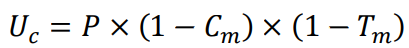 U_c = P × (1 − C_m) × (1 − T_m)